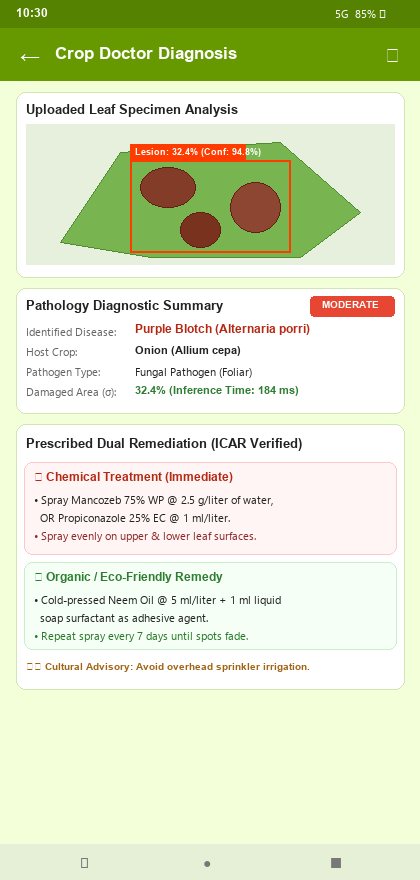 10:30
5G 85%
← Crop Doctor Diagnosis
Uploaded Leaf Specimen Analysis
Lesion: 32.4% (Conf: 94.8%)
Pathology Diagnostic Summary
MODERATE
Identified Disease: Purple Blotch (Alternaria porri)
Host Crop: Onion (Allium cepa)
Pathogen Type: Fungal Pathogen (Foliar)
Damaged Area (σ): 32.4% (Inference Time: 184 ms)
Prescribed Dual Remediation (ICAR Verified)
Chemical Treatment (Immediate)
• Spray Mancozeb 75% WP @ 2.5 g/liter of water,
OR Propiconazole 25% EC @ 1 ml/liter.
• Spray evenly on upper & lower leaf surfaces.
Organic / Eco-Friendly Remedy
• Cold-pressed Neem Oil @ 5 ml/liter + 1 ml liquid
soap surfactant as adhesive agent.
• Repeat spray every 7 days until spots fade.
Cultural Advisory: Avoid overhead sprinkler irrigation.